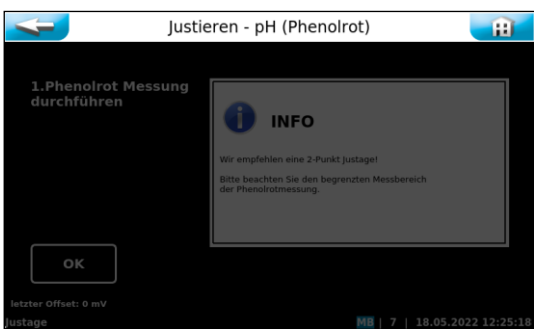 Justieren - pH (Phenolrot)
1.Phenolrot Messung
durchführen
INFO
Wir empfehlen eine 2-Punkt Justage!
Bitte beachten Sie den begrenzten Messbereich
der Phenolrotmessung.
OK
letzter Offset: 0 mV
Justage
MB | 7 | 18.05.2022 12:25:18